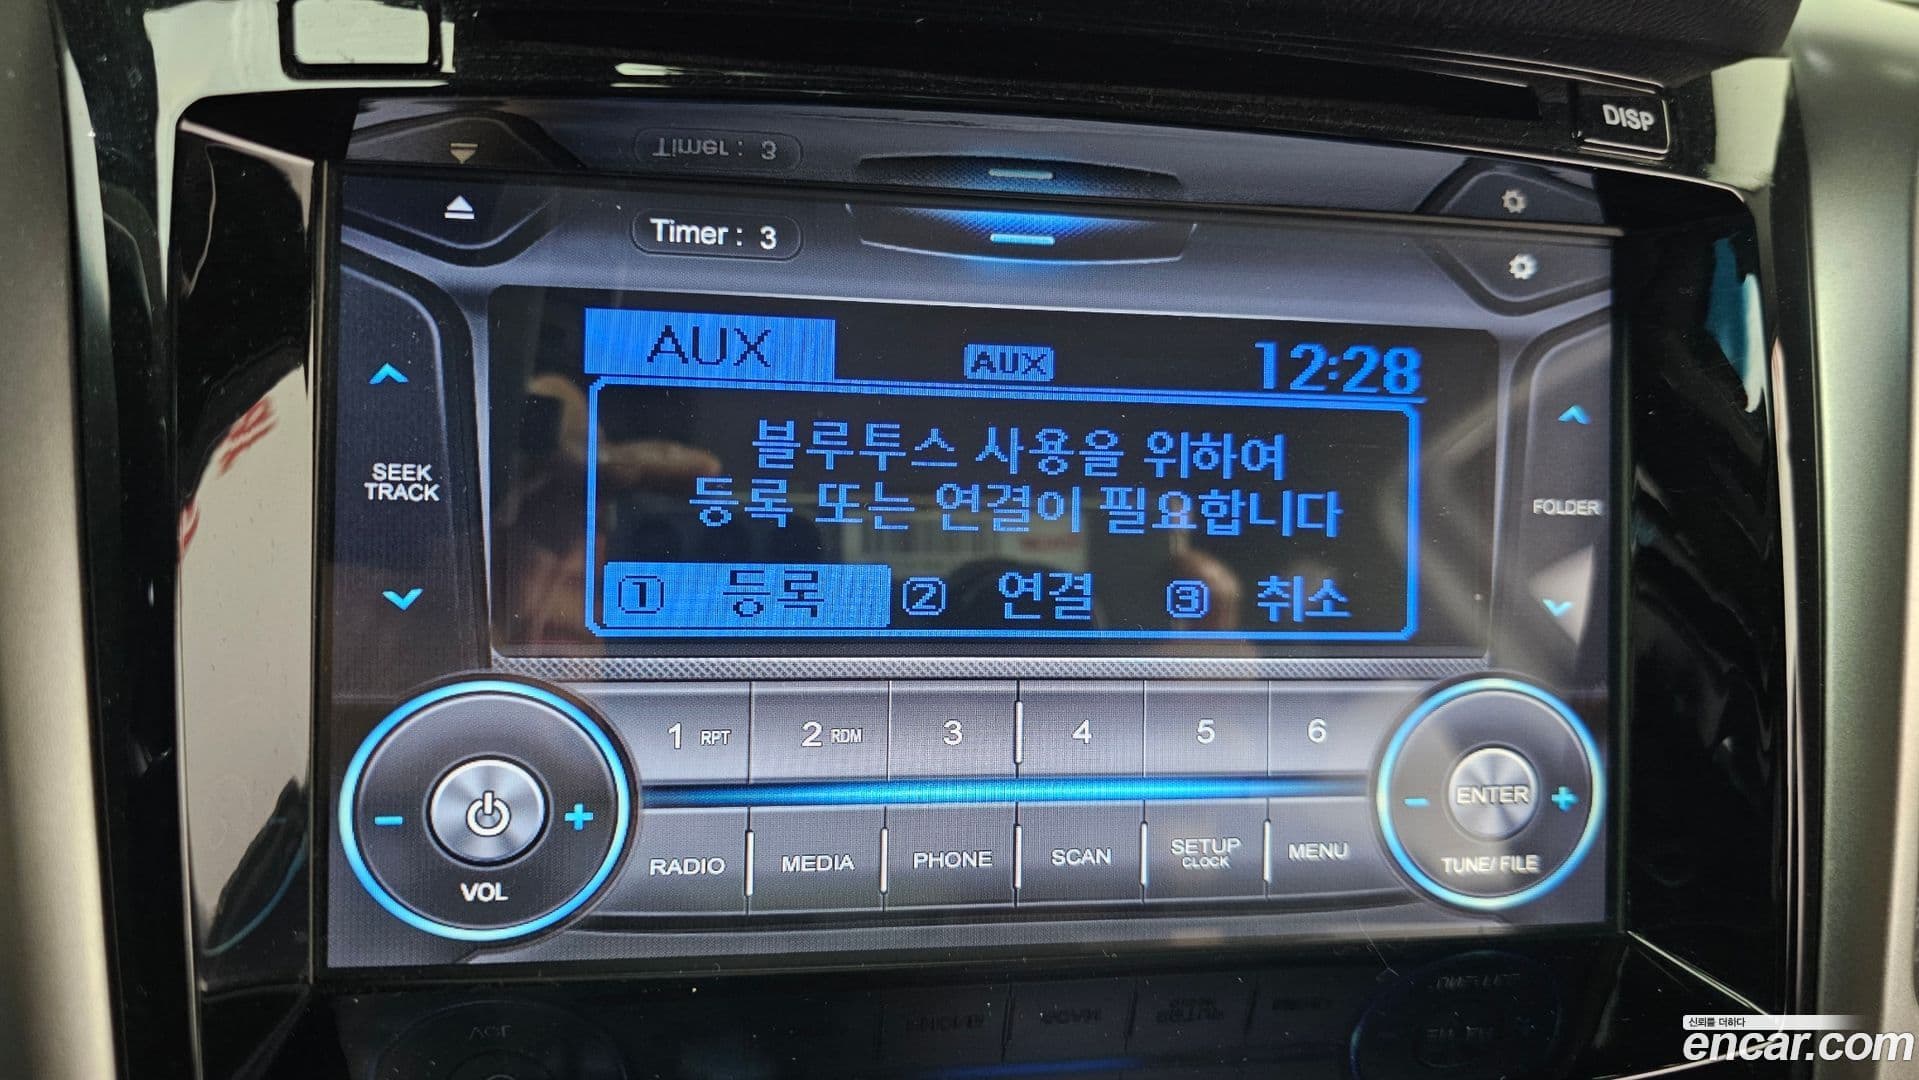 DISP
Timer : 3
Timer : 3
AUX AUX 12:28
블루투스 사용을 위하여
등록 또는 연결이 필요합니다
① 등록 ② 연결 ③ 취소
SEEK
TRACK
FOLDER
1 RPT 2 RDM 3 4 5 6
VOL
RADIO MEDIA PHONE SCAN SETUP CLOCK MENU
ENTER
TUNE/ FILE
신뢰를 더하다
encar.com